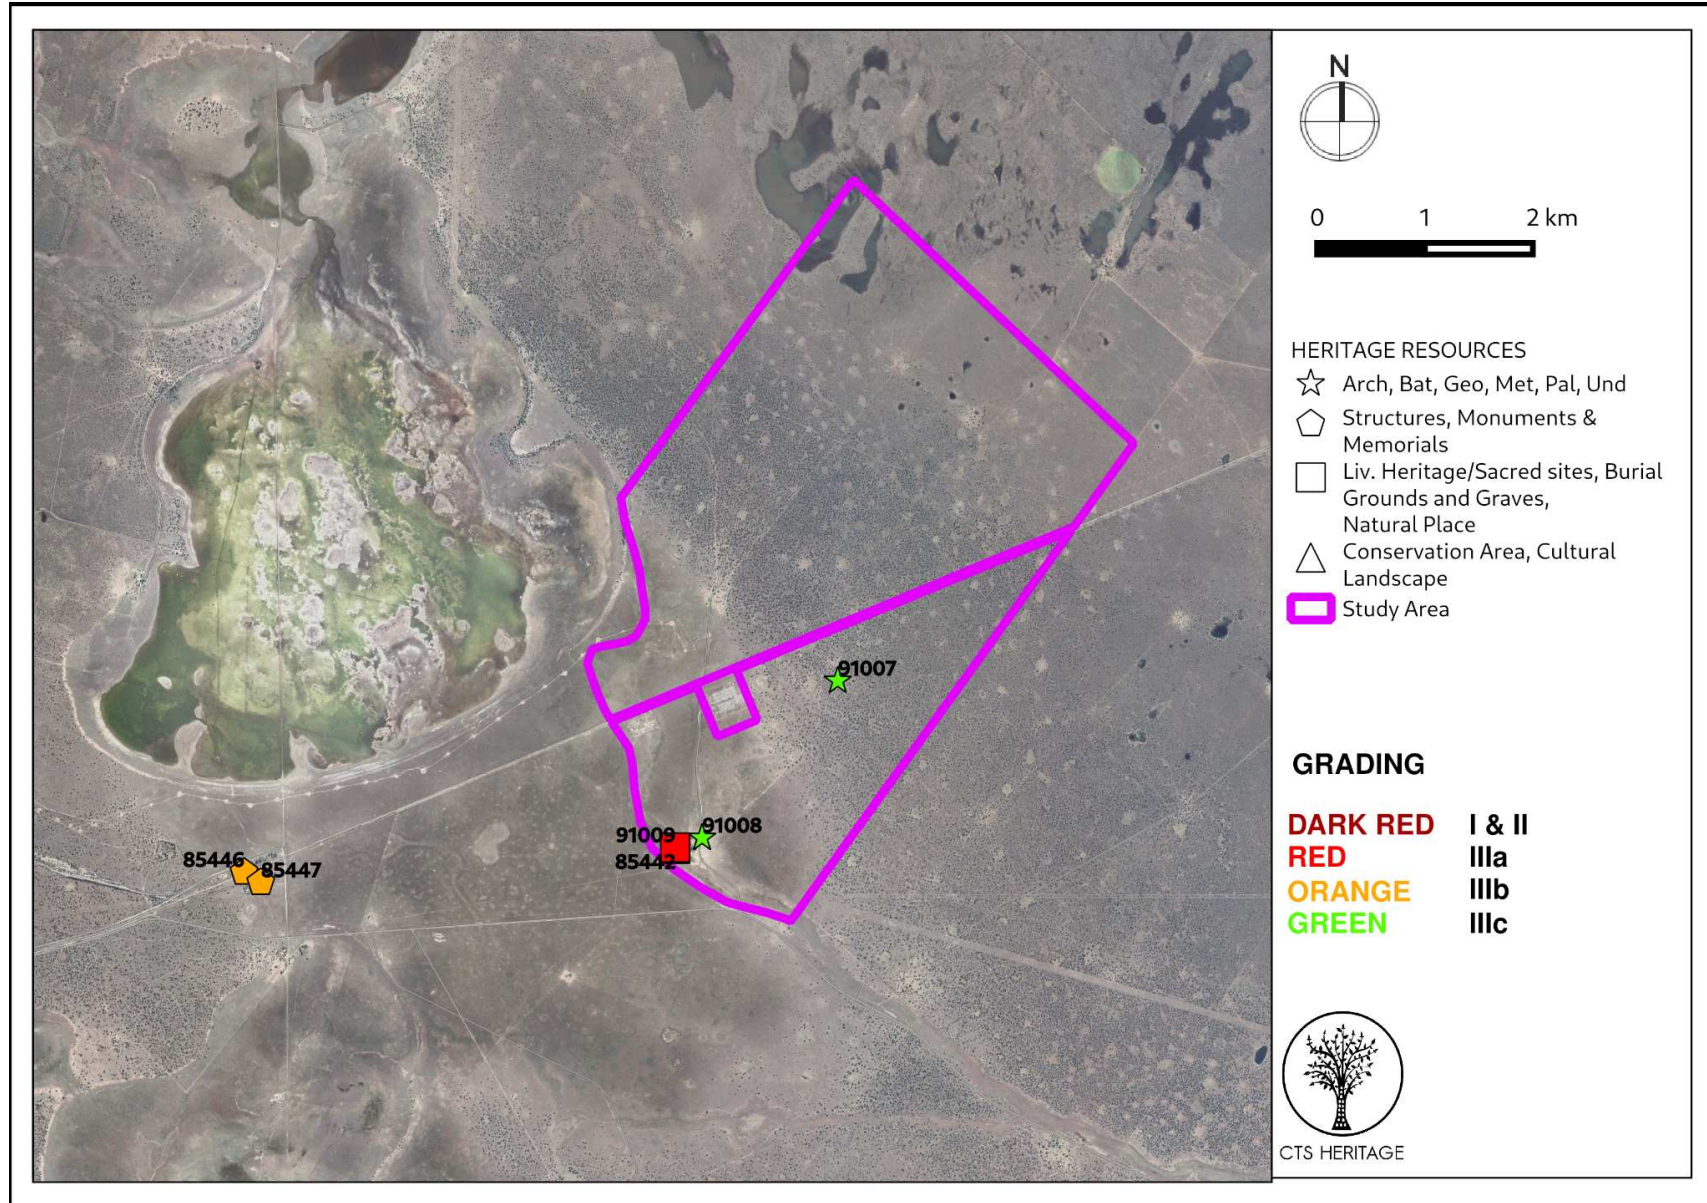 N
0 1 2 km
HERITAGE RESOURCES
Arch, Bat, Geo, Met, Pal, Und
Structures, Monuments &
Memorials
Liv. Heritage/Sacred sites, Burial
Grounds and Graves,
Natural Place
Conservation Area, Cultural
Landscape
Study Area
91007
91008
91009
85442
85446
85447
GRADING
DARK RED I & II
RED IIIa
ORANGE IIIb
GREEN IIIc
CTS HERITAGE